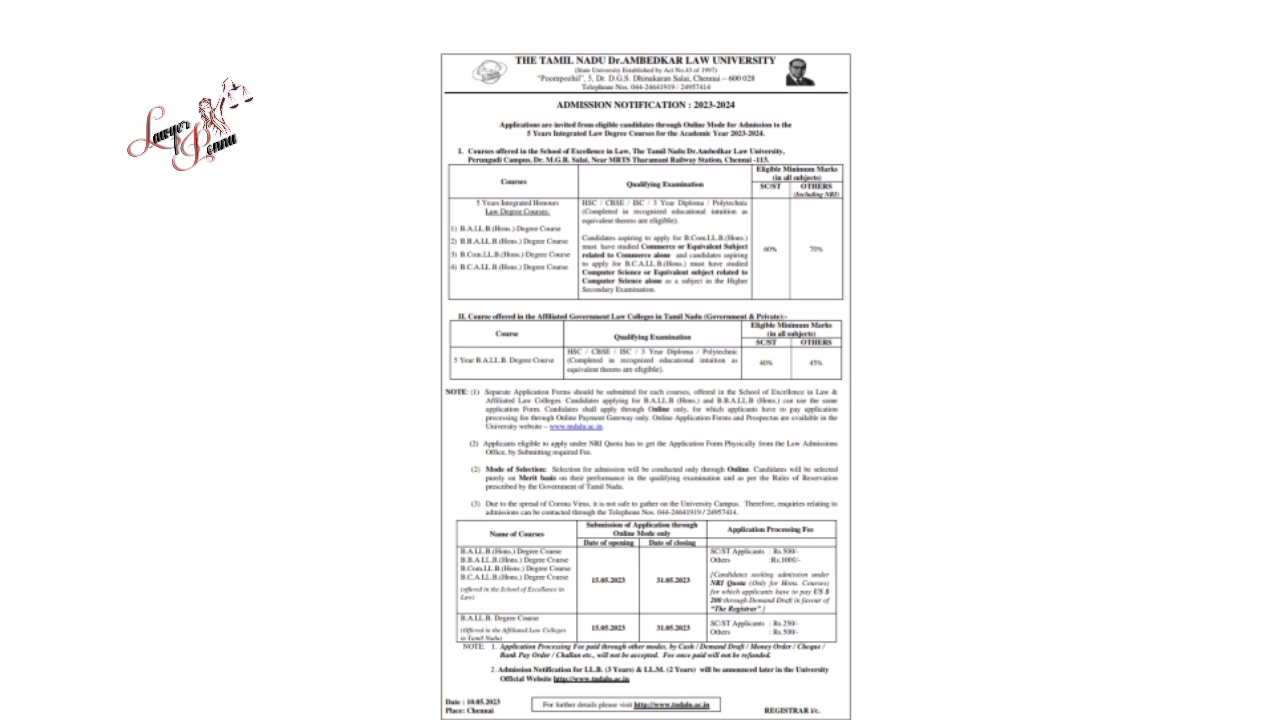 Lawyer
Penna
THE TAMIL NADU Dr.AMBEDKAR LAW UNIVERSITY
(State University Established by Act No.43 of 1997)
"Poompozhil", 5, Dr. D.G.S. Dhinakaran Salai, Chennai – 600 028
Telephone Nos. 044-24641919 / 24957414
ADMISSION NOTIFICATION : 2023-2024
Applications are invited from eligible candidates through Online Mode for Admission to the
5 Years Integrated Law Degree Courses for the Academic Year 2023-2024.
I. Courses offered in the School of Excellence in Law, The Tamil Nadu Dr.Ambedkar Law University,
Perungudi Campus, Dr. M.G.R. Salai, Near MRTS Tharamani Railway Station, Chennai -113.
Courses
Qualifying Examination
Eligible Minimum Marks
(in all subjects)
SC/ST
OTHERS
(Including NRI)
5 Years Integrated Honours
Law Degree Courses:
1) B.A.LL.B.(Hons.) Degree Course
2) B.B.A.LL.B.(Hons.) Degree Course
3) B.Com.LL.B.(Hons.) Degree Course
4) B.C.A.LL.B.(Hons.) Degree Course
HSC / CBSE / ISC / 3 Year Diploma / Polytechnic
(Completed in recognized educational intuition as
equivalent thereto are eligible).
Candidates aspiring to apply for B.Com.LL.B.(Hons.)
must have studied Commerce or Equivalent Subject
related to Commerce alone and candidates aspiring
to apply for B.C.A.LL.B.(Hons.) must have studied
Computer Science or Equivalent subject related to
Computer Science alone as a subject in the Higher
Secondary Examination.
60%
70%
II. Course offered in the Affiliated Government Law Colleges in Tamil Nadu (Government & Private):-
Course
Qualifying Examination
Eligible Minimum Marks
(in all subjects)
SC/ST
OTHERS
5 Year B.A.LL.B. Degree Course
HSC / CBSE / ISC / 3 Year Diploma / Polytechnic
(Completed in recognized educational intuition as
equivalent thereto are eligible).
40%
45%
NOTE: (1) Separate Application Forms should be submitted for each courses, offered in the School of Excellence in Law &
Affiliated Law Colleges. Candidates applying for B.A.LL.B (Hons.) and B.B.A.LL.B (Hons.) can use the same
application Form. Candidates shall apply through Online only, for which applicants have to pay application
processing fee through Online Payment Gateway only. Online Application Forms and Prospectus are available in the
University website – www.tndalu.ac.in.
(2) Applicants eligible to apply under NRI Quota has to get the Application Form Physically from the Law Admissions
Office, by Submitting required Fee.
(2) Mode of Selection: Selection for admission will be conducted only through Online. Candidates will be selected
purely on Merit basis on their performance in the qualifying examination and as per the Rules of Reservation
prescribed by the Government of Tamil Nadu.
(3) Due to the spread of Corona Virus, it is not safe to gather on the University Campus. Therefore, enquiries relating to
admissions can be contacted through the Telephone Nos. 044-24641919 / 24957414.
Name of Courses
Submission of Application through
Online Mode only
Date of opening
Date of closing
Application Processing Fee
B.A.LL.B.(Hons.) Degree Course
B.B.A.LL.B.(Hons.) Degree Course
B.Com.LL.B.(Hons.) Degree Course
B.C.A.LL.B.(Hons.) Degree Course
(offered in the School of Excellence in
Law)
15.05.2023
31.05.2023
SC/ST Applicants : Rs.500/-
Others :Rs.1000/-
[Candidates seeking admission under
NRI Quota (Only for Hons. Courses)
for which applicants have to pay US $
200 through Demand Draft in favour of
"The Registrar".]
B.A.LL.B. Degree Course
(Offered in the Affiliated Law Colleges
in Tamil Nadu)
15.05.2023
31.05.2023
SC/ST Applicants : Rs.250/-
Others : Rs.500/-
NOTE: 1. Application Processing Fee paid through other modes, by Cash / Demand Draft / Money Order / Cheque /
Bank Pay Order / Challan etc., will not be accepted. Fee once paid will not be refunded.
2. Admission Notification for LL.B. (3 Years) & LL.M. (2 Years) will be announced later in the University
Official Website http://www.tndalu.ac.in
Date : 10.05.2023
Place: Chennai
For further details please visit http://www.tndalu.ac.in
REGISTRAR i/c.